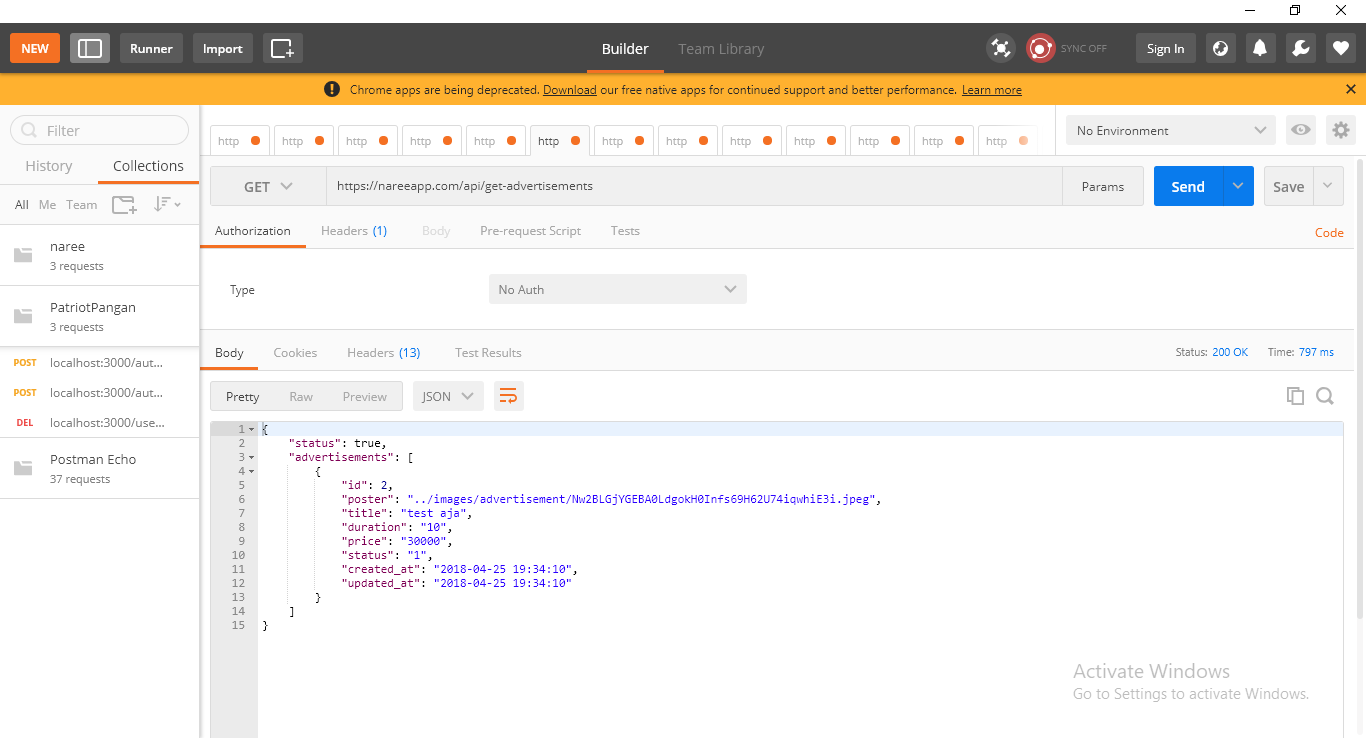 NEW Runner Import Builder Team Library SYNC OFF Sign In
Chrome apps are being deprecated. Download our free native apps for continued support and better performance. Learn more
Filter
History Collections
All Me Team
naree
3 requests
PatriotPangan
3 requests
POST localhost:3000/aut...
POST localhost:3000/aut...
DEL localhost:3000/use...
Postman Echo
37 requests
http http http http http http http http http http http http http
No Environment
GET https://nareeapp.com/api/get-advertisements Params Send Save
Authorization Headers (1) Body Pre-request Script Tests Code
Type No Auth
Body Cookies Headers (13) Test Results Status: 200 OK Time: 797 ms
Pretty Raw Preview JSON
1 {
2 "status": true,
3 "advertisements": [
4 {
5 "id": 2,
6 "poster": "../images/advertisement/Nw2BLGjYGEBA0LdgokH0Infs69H62U74iqwhiE3i.jpeg",
7 "title": "test aja",
8 "duration": "10",
9 "price": "30000",
10 "status": "1",
11 "created_at": "2018-04-25 19:34:10",
12 "updated_at": "2018-04-25 19:34:10"
13 }
14 ]
15 }
Activate Windows
Go to Settings to activate Windows.